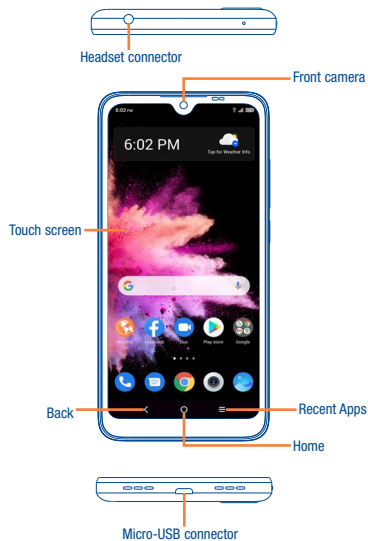 Headset connector
Front camera
6:02 PM
6:02 PM
Tap for Weather Info
Touch screen
G
Facebook
Duo
Play store
Google
Back
Recent Apps
Home
Micro-USB connector